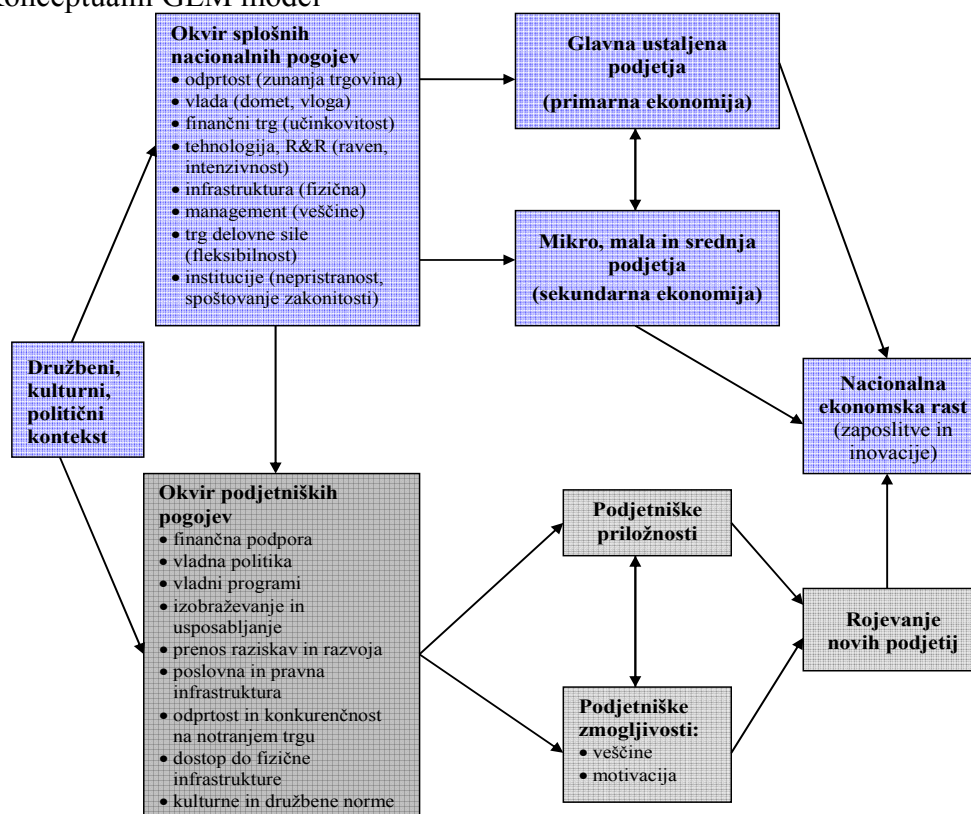 Konceptualni GEM model
Okvir splošnih
nacionalnih pogojev
• odprtost (zunanja trgovina)
• vlada (domet, vloga)
• finančni trg (učinkovitost)
• tehnologija, R&R (raven,
intenzivnost)
• infrastruktura (fizična)
• management (veščine)
• trg delovne sile
(fleksibilnost)
• institucije (nepristranost,
spoštovanje zakonitosti)
Glavna ustaljena
podjetja
(primarna ekonomija)
Mikro, mala in srednja
podjetja
(sekundarna ekonomija)
Družbeni,
kulturni,
politični
kontekst
Nacionalna
ekonomska rast
(zaposlitve in
inovacije)
Okvir podjetniških
pogojev
• finančna podpora
• vladna politika
• vladni programi
• izobraževanje in
usposabljanje
• prenos raziskav in razvoja
• poslovna in pravna
infrastruktura
• odprtost in konkurenčnost
na notranjem trgu
• dostop do fizične
infrastrukture
• kulturne in družbene norme
Podjetniške
priložnosti
Podjetniške
zmogljivosti:
• veščine
• motivacija
Rojevanje
novih podjetij